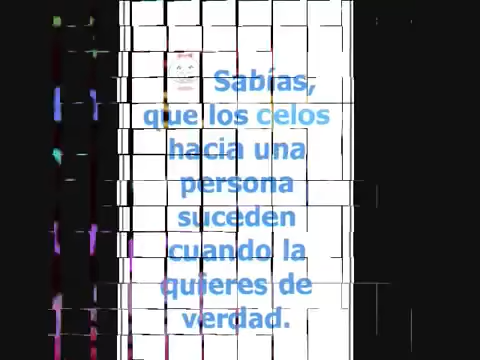 Sabías,
que los celos
hacia una
persona
suceden
cuando la
quieres de
verdad.